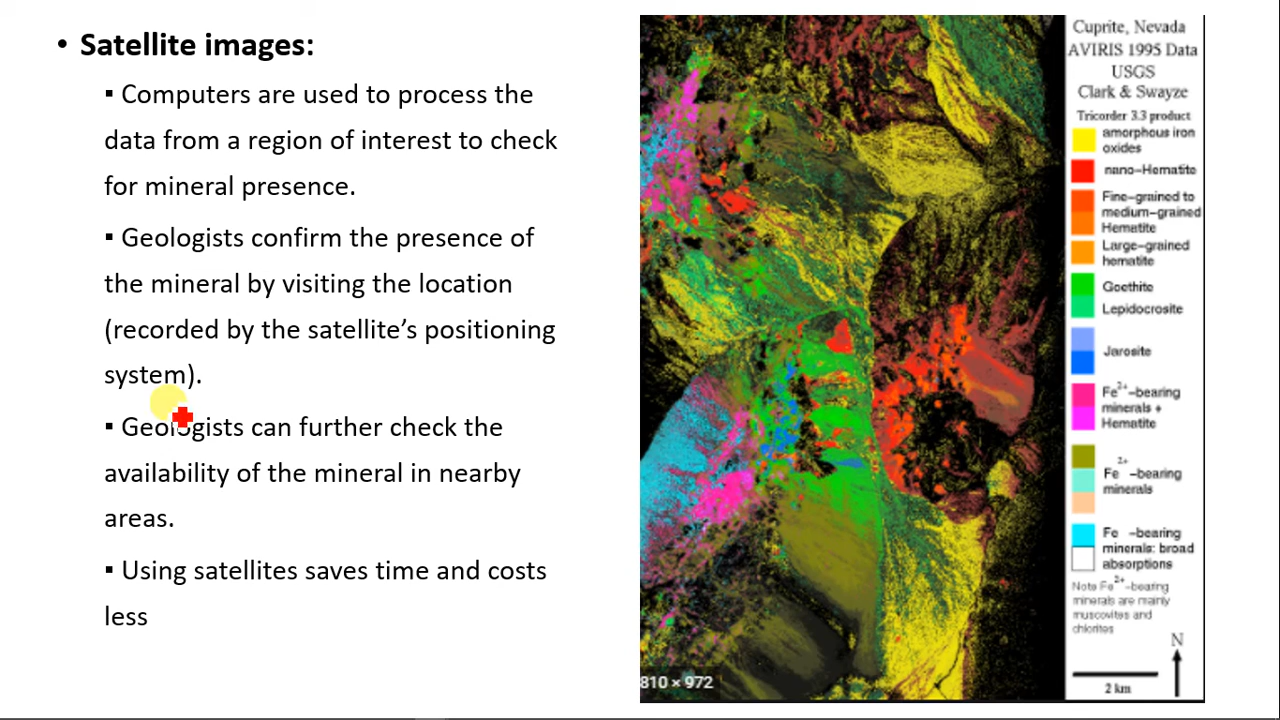 • Satellite images:
▪ Computers are used to process the
data from a region of interest to check
for mineral presence.
▪ Geologists confirm the presence of
the mineral by visiting the location
(recorded by the satellite’s positioning
system).
▪ Geologists can further check the
availability of the mineral in nearby
areas.
▪ Using satellites saves time and costs
less
Cuprite, Nevada
AVIRIS 1995 Data
USGS
Clark & Swayze
Tricorder 3.3 product
amorphous iron
oxides
nano-Hematite
Fine-grained to
medium-grained
Hematite
Large-grained
hematite
Goethite
Lepidocrosite
Jarosite
Fe2+-bearing
minerals +
Hematite
2+
Fe -bearing
minerals
Fe -bearing
minerals: broad
absorptions
Note Fe2+-bearing
minerals are mainly
muscovites and
chlorites
N
2 km
810 × 972